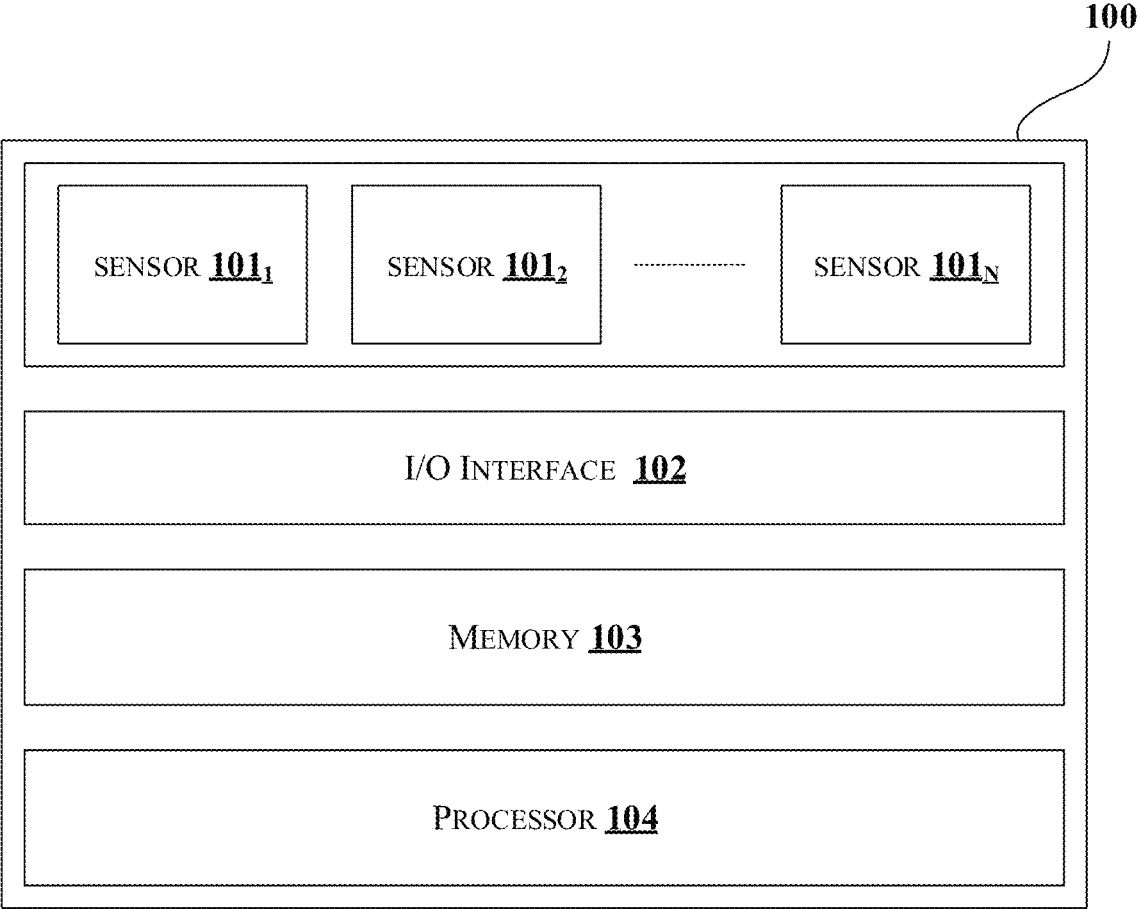 100
SENSOR 101₁ SENSOR 101₂ SENSOR 101N
I/O INTERFACE 102
MEMORY 103
PROCESSOR 104